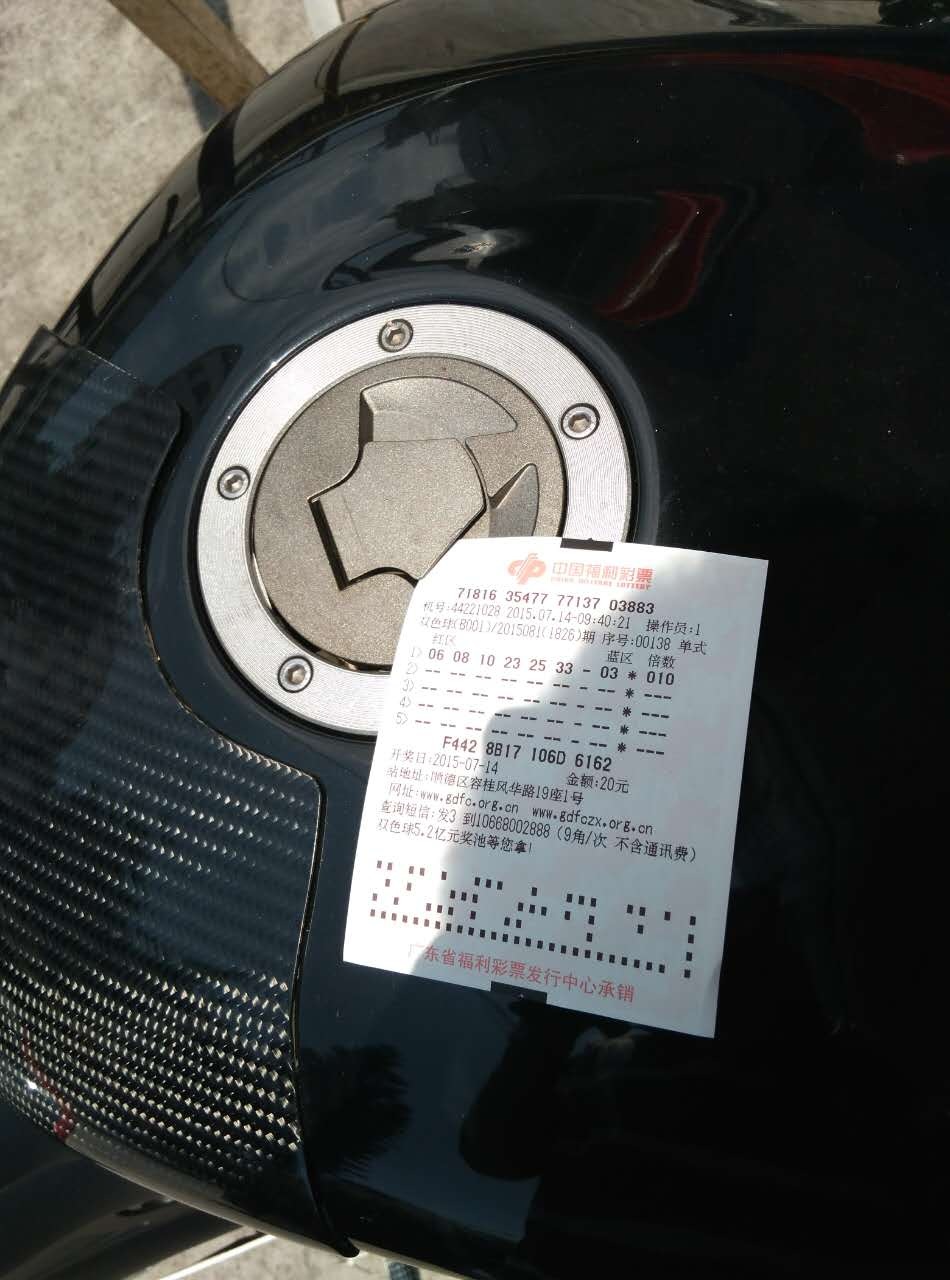 中国福利彩票
CHINA WELFARE LOTTERY
71816 35477 77137 03883
机号:44221028 2015.07.14-09:40:21 操作员:1
双色球(B001)/2015081(1826)期 序号:00138 单式
红区 蓝区 倍数
1> 06 08 10 23 25 33 - 03 * 010
2> -- -- -- -- -- -- - -- * ---
3> -- -- -- -- -- -- - -- * ---
4> -- -- -- -- -- -- - -- * ---
5> -- -- -- -- -- -- - -- * ---
F442 8B17 106D 6162
开奖日:2015-07-14 金额:20元
站地址:顺德区容桂风华路19座1号
网址:www.gdfc.org.cn www.gdfczx.org.cn
查询短信:发3 到10668002888 (9角/次 不含通讯费)
双色球5.2亿元奖池等您拿!
广东省福利彩票发行中心承销